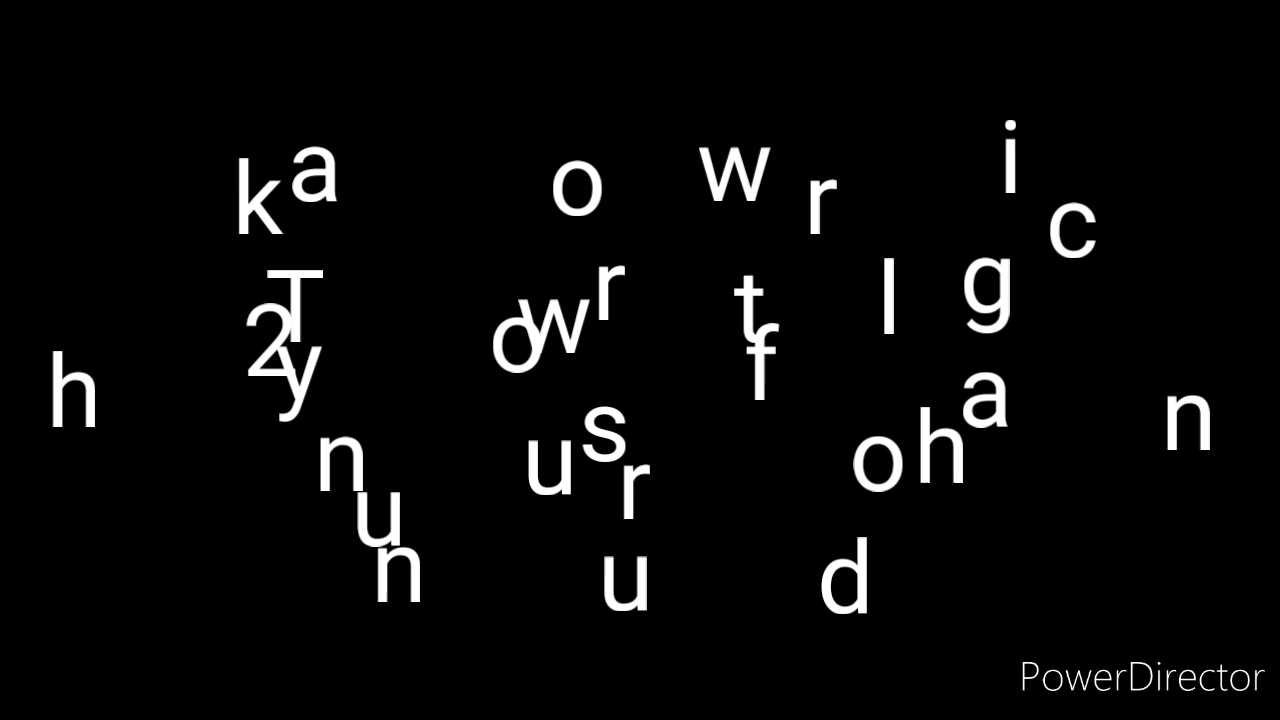 k a o w r i c
T o w r t l g
2 y f
h n u s o h a n
u r
n u d
PowerDirector